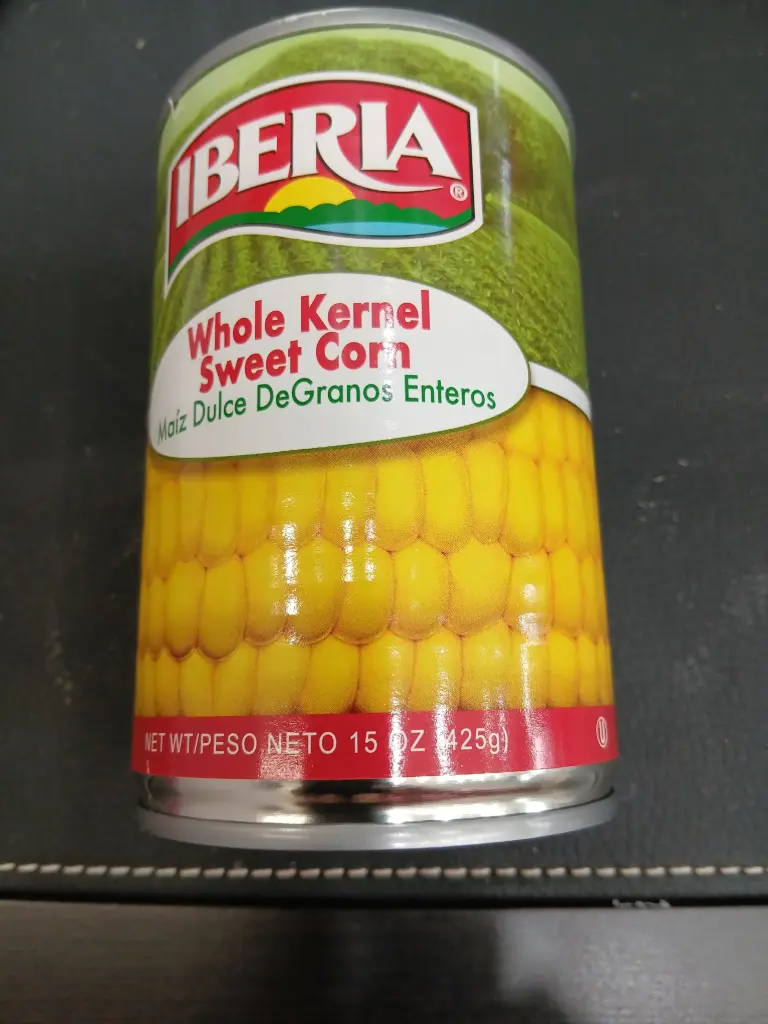 IBERIA®
Whole Kernel
Sweet Corn
Maíz Dulce DeGranos Enteros
NET WT/PESO NETO 15 OZ (425g)
U